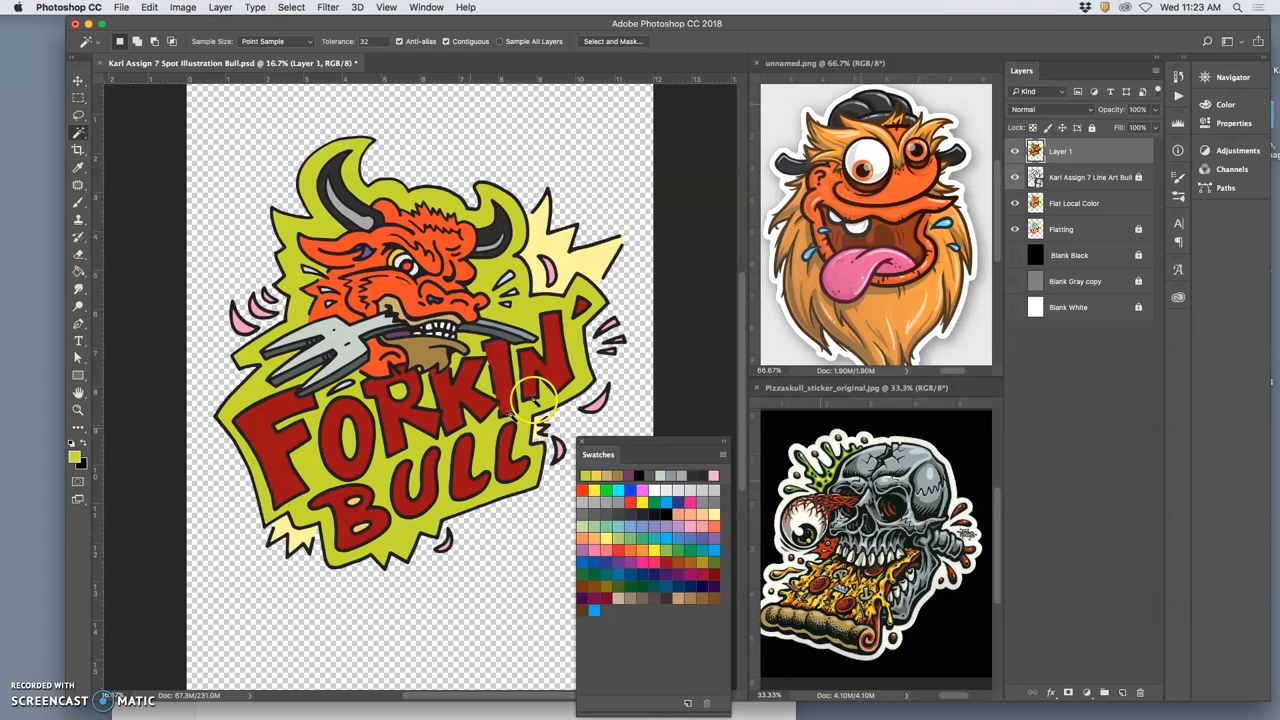 Photoshop CC File Edit Image Layer Type Select Filter 3D View Window Help Wed 11:23 AM
Adobe Photoshop CC 2018
Sample Size: Point Sample Tolerance: 32 Anti-alias Contiguous Sample All Layers Select and Mask...
Karl Assign 7 Spot Illustration Bull.psd @ 16.7% (Layer 1, RGB/8) *
unnamed.png @ 66.7% (RGB/8*)
FORKIN'
BULL
16.7% Doc: 67.3M/231.0M
Swatches
66.67% Doc: 1.90M/1.90M
Pizzaskull_sticker_original.jpg @ 33.3% (RGB/8*)
33.33% Doc: 4.10M/4.10M
Layers
Kind
Normal Opacity: 100%
Lock: Fill: 100%
Layer 1
Karl Assign 7 Line Art Bull
Flat Local Color
Flatting
Blank Black
Blank Gray copy
Blank White
Navigator
Color
Properties
Adjustments
Channels
Paths
RECORDED WITH
SCREENCAST MATIC